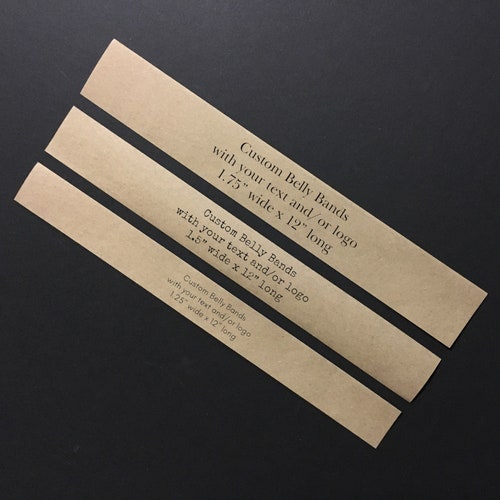 Custom Belly Bands
with your text and/or logo
1.75" wide x 12" long
Custom Belly Bands
with your text and/or logo
1.5" wide x 12" long
Custom Belly Bands
with your text and/or logo
1.25" wide x 12" long